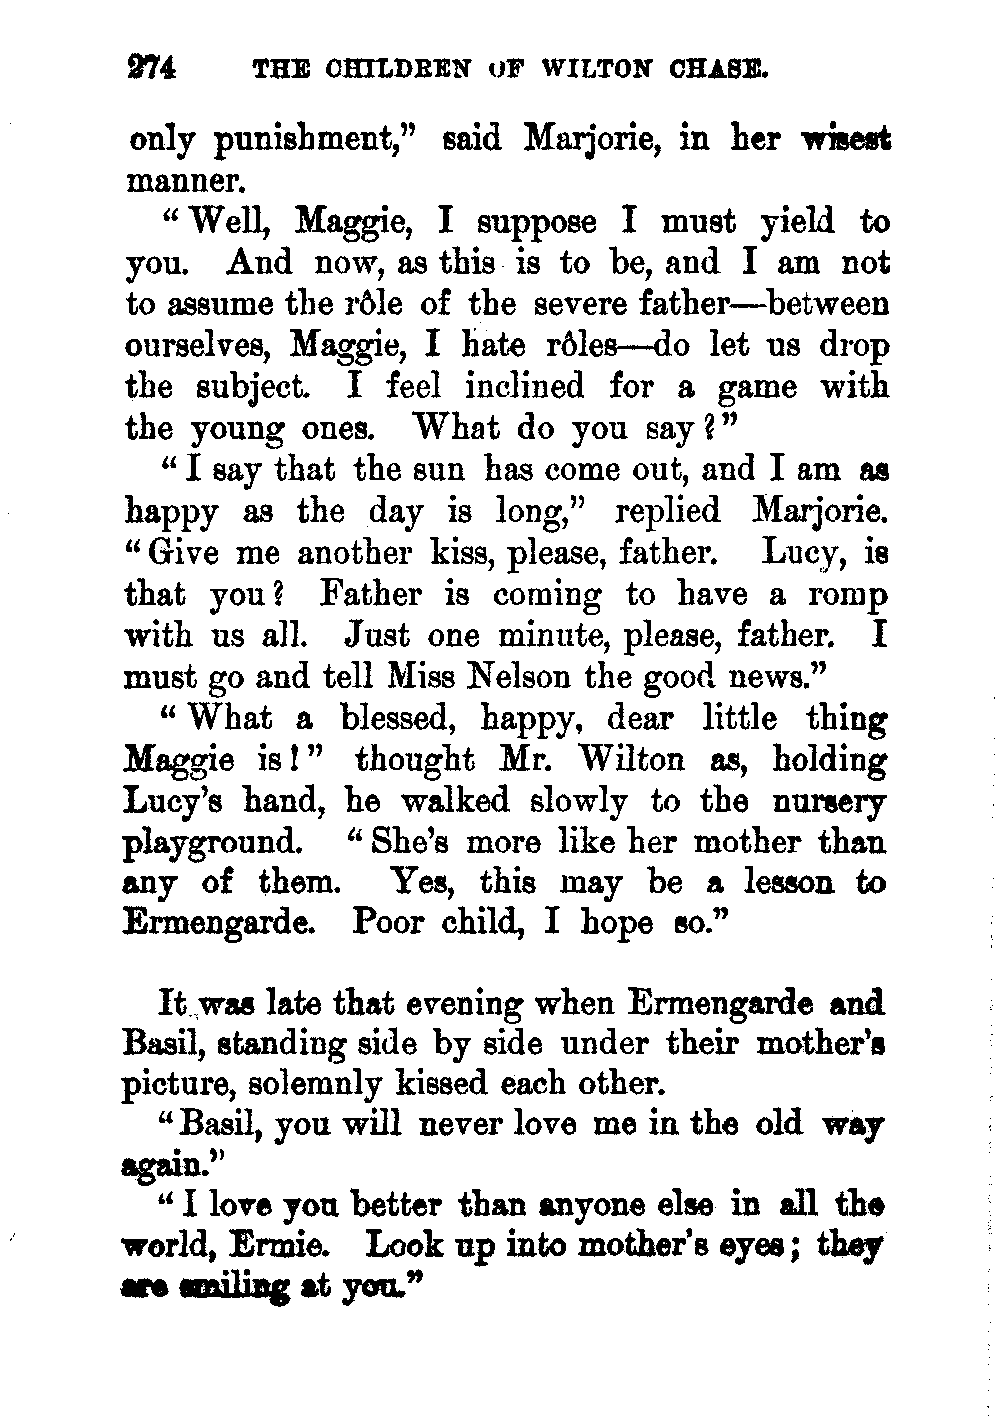 274 THE CHILDREN OF WILTON CHASE.
only punishment,” said Marjorie, in her wisest
manner.
“Well, Maggie, I suppose I must yield to
you. And now, as this is to be, and I am not
to assume the rôle of the severe father—between
ourselves, Maggie, I hate rôles—do let us drop
the subject. I feel inclined for a game with
the young ones. What do you say?”
“I say that the sun has come out, and I am as
happy as the day is long,” replied Marjorie.
“Give me another kiss, please, father. Lucy, is
that you? Father is coming to have a romp
with us all. Just one minute, please, father. I
must go and tell Miss Nelson the good news.”
“What a blessed, happy, dear little thing
Maggie is!” thought Mr. Wilton as, holding
Lucy’s hand, he walked slowly to the nursery
playground. “She’s more like her mother than
any of them. Yes, this may be a lesson to
Ermengarde. Poor child, I hope so.”
It was late that evening when Ermengarde and
Basil, standing side by side under their mother’s
picture, solemnly kissed each other.
“Basil, you will never love me in the old way
again.”
“I love you better than anyone else in all the
world, Ermie. Look up into mother’s eyes; they
are smiling at you.”